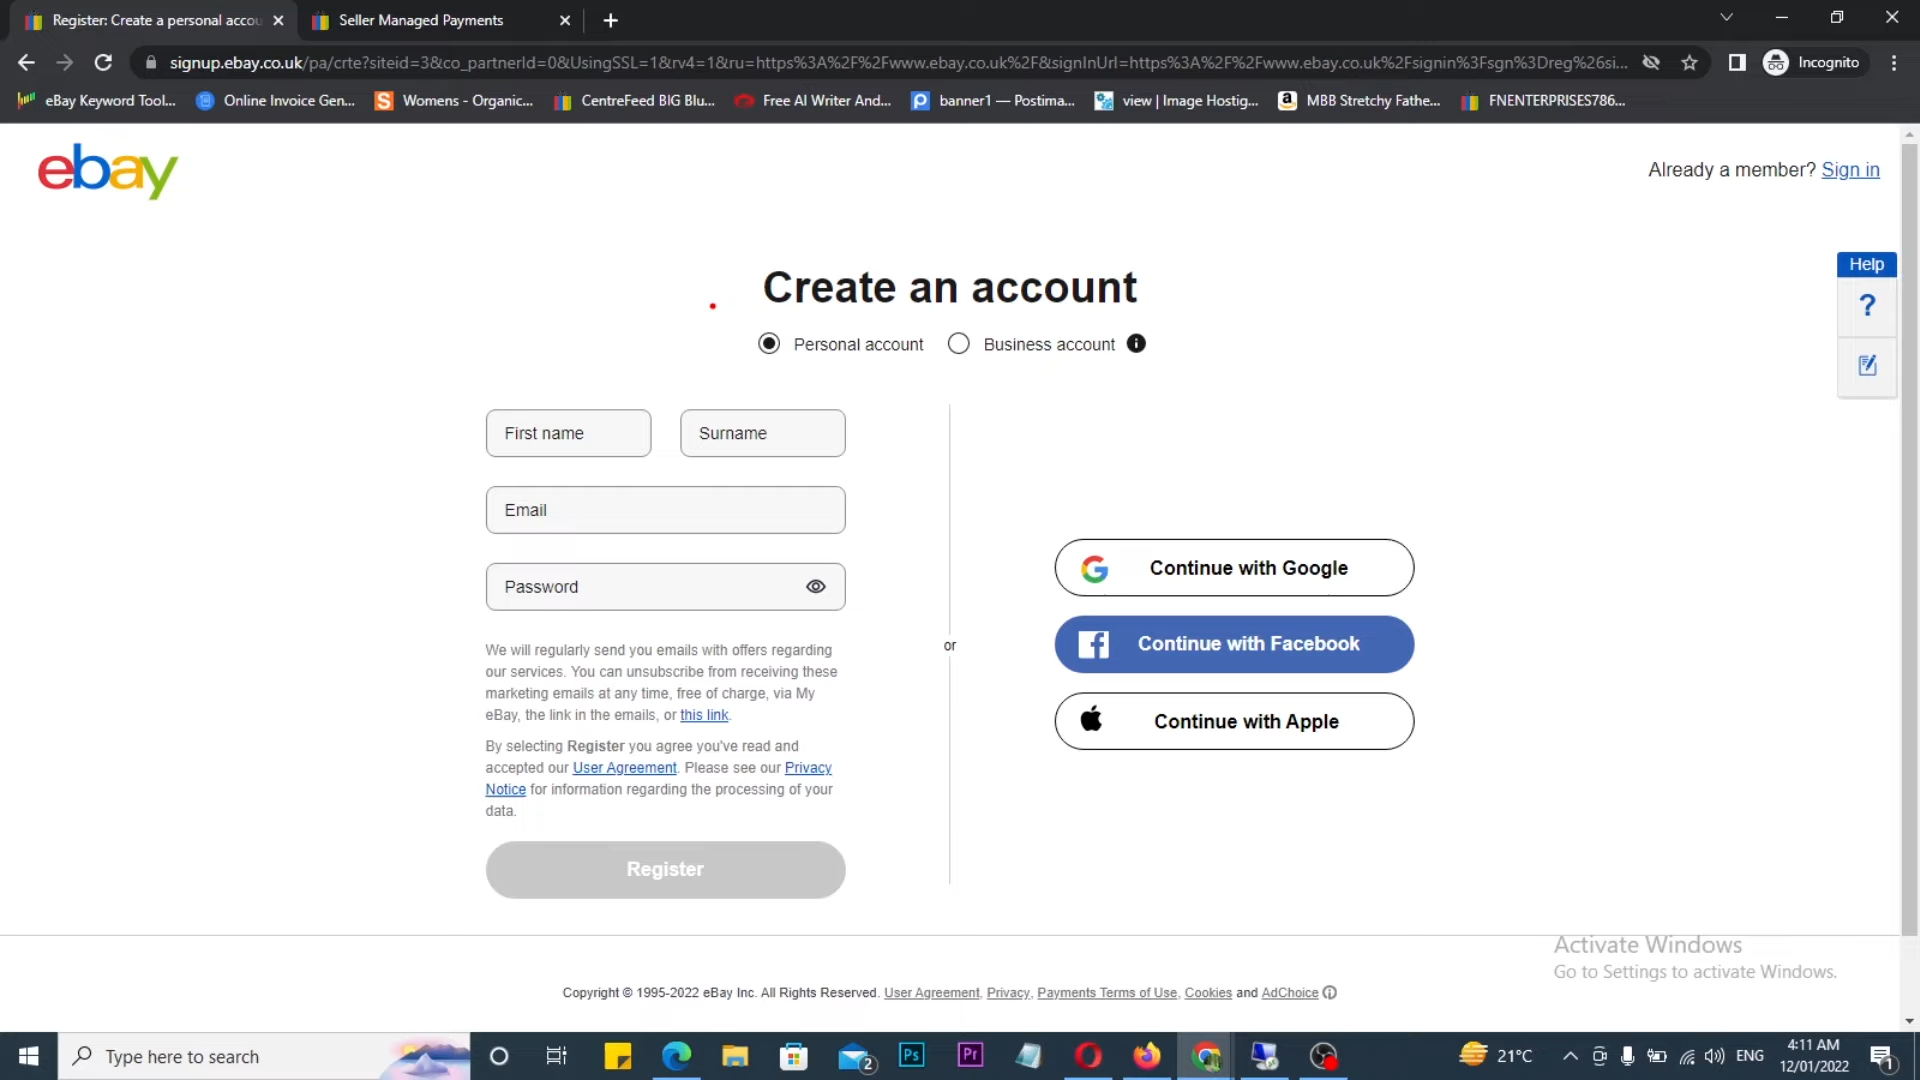 Register: Create a personal accou
Seller Managed Payments
signup.ebay.co.uk/pa/crte?siteid=3&co_partnerId=0&UsingSSL=1&rv4=1&ru=https%3A%2F%2Fwww.ebay.co.uk%2F&signInUrl=https%3A%2F%2Fwww.ebay.co.uk%2Fsignin%3Fsgn%3Dreg%26si...
Incognito
eBay Keyword Tool...
Online Invoice Gen...
Womens - Organic...
CentreFeed BIG Blu...
Free AI Writer And...
banner1 — Postima...
view | Image Hostig...
MBB Stretchy Fathe...
FNENTERPRISES786...
ebay
Already a member? Sign in
Help
?
Create an account
Personal account
Business account
First name
Surname
Email
Password
We will regularly send you emails with offers regarding
our services. You can unsubscribe from receiving these
marketing emails at any time, free of charge, via My
eBay, the link in the emails, or this link.
By selecting Register you agree you've read and
accepted our User Agreement. Please see our Privacy
Notice for information regarding the processing of your
data.
Register
or
Continue with Google
Continue with Facebook
Continue with Apple
Activate Windows
Go to Settings to activate Windows.
Copyright © 1995-2022 eBay Inc. All Rights Reserved. User Agreement, Privacy, Payments Terms of Use, Cookies and AdChoice
Type here to search
2
Ps
Pr
21°C
ENG
4:11 AM
12/01/2022
1